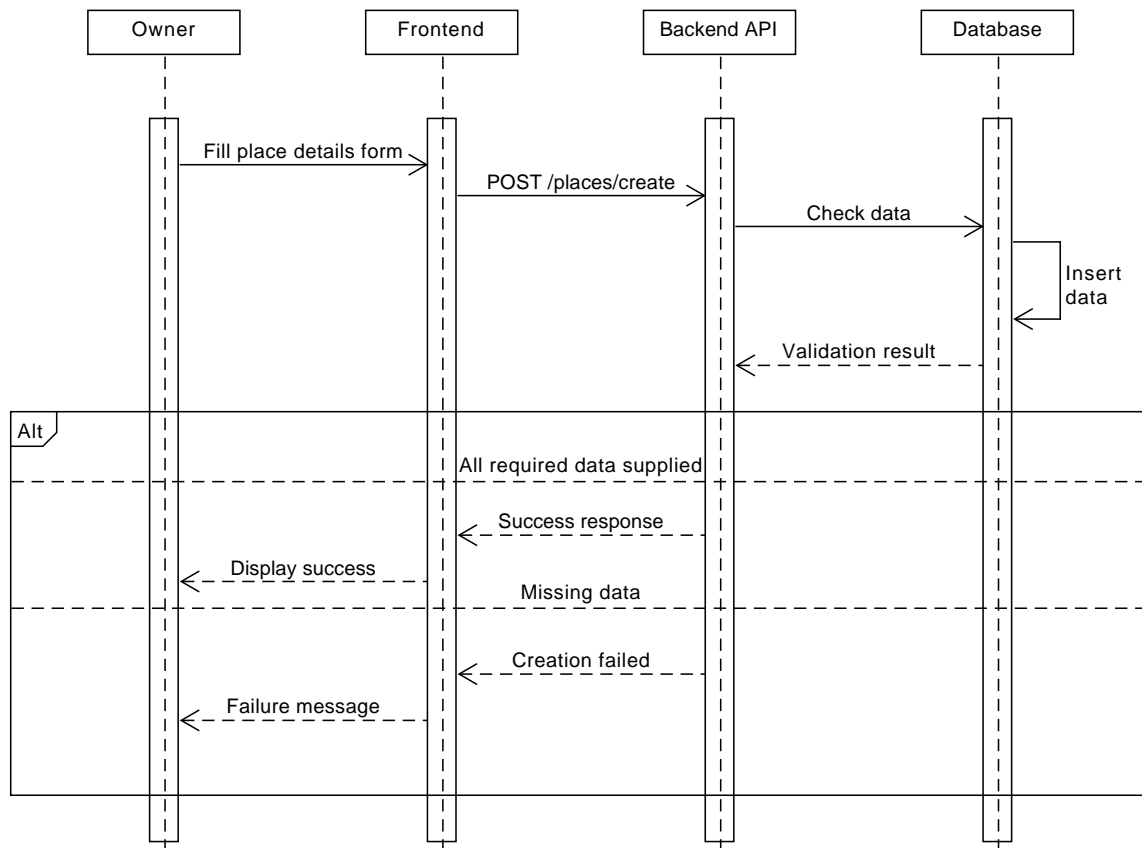 Owner
Frontend
Backend API
Database
Fill place details form
POST /places/create
Check data
Insert
data
Validation result
Alt
All required data supplied
Success response
Display success
Missing data
Creation failed
Failure message